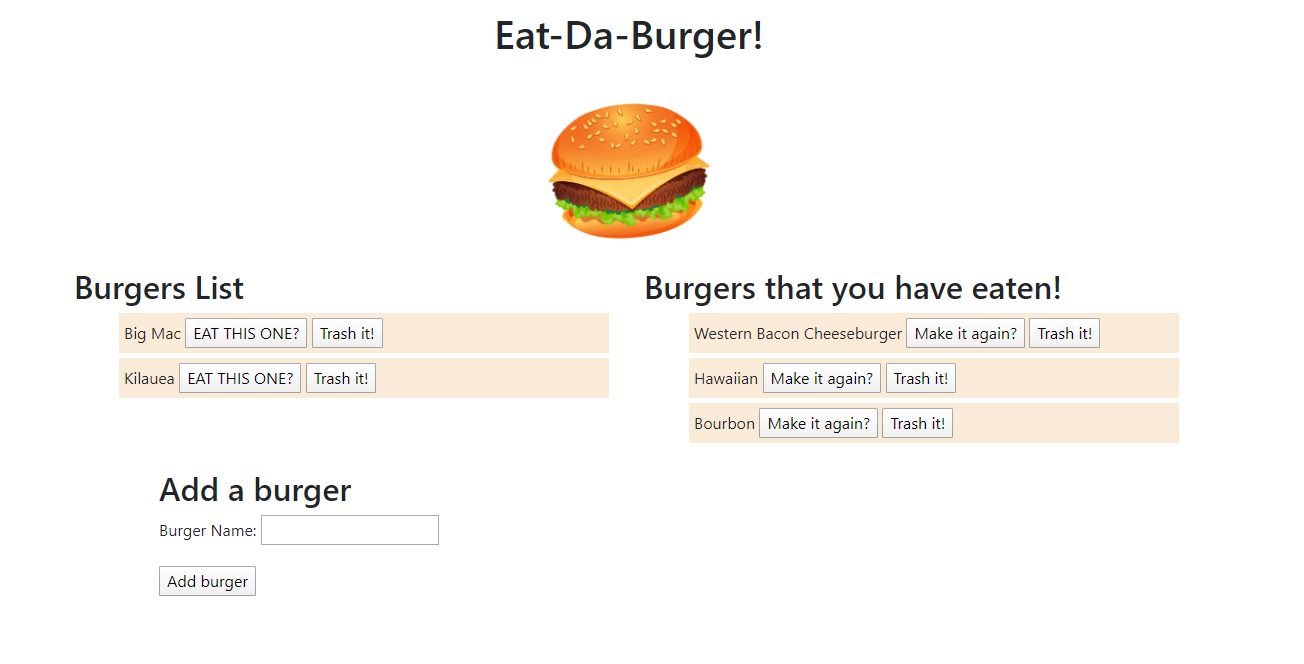 Eat-Da-Burger!
Burgers List
Big Mac EAT THIS ONE? Trash it!
Kilauea EAT THIS ONE? Trash it!
Burgers that you have eaten!
Western Bacon Cheeseburger Make it again? Trash it!
Hawaiian Make it again? Trash it!
Bourbon Make it again? Trash it!
Add a burger
Burger Name:
Add burger